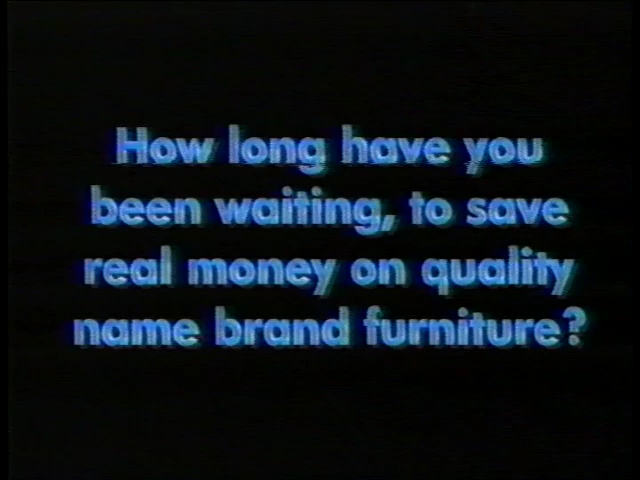 How long have you
been waiting, to save
real money on quality
name brand furniture?